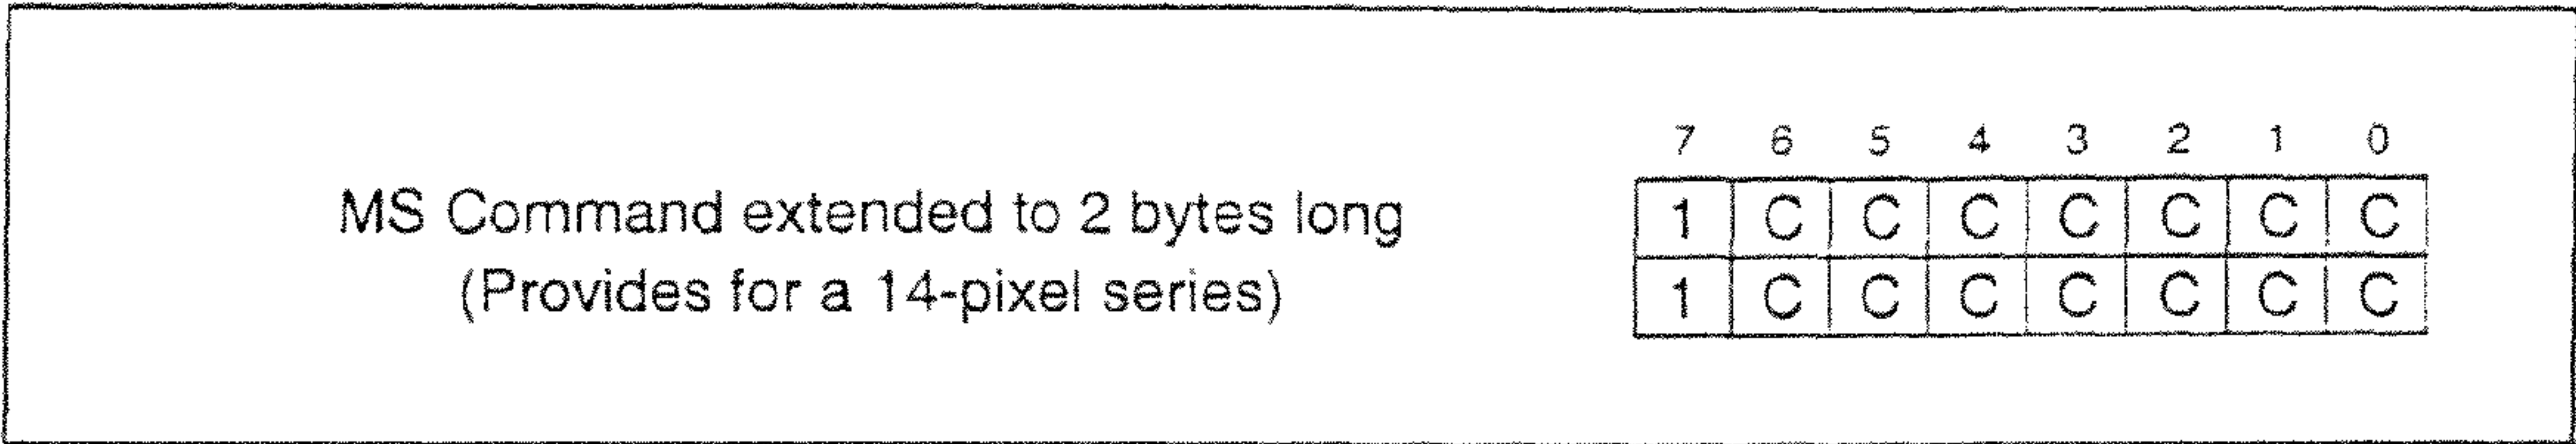 7 6 5 4 3 2 1 0
MS Command extended to 2 bytes long
1 C C C C C C C
(Provides for a 14-pixel series)
1 C C C C C C C